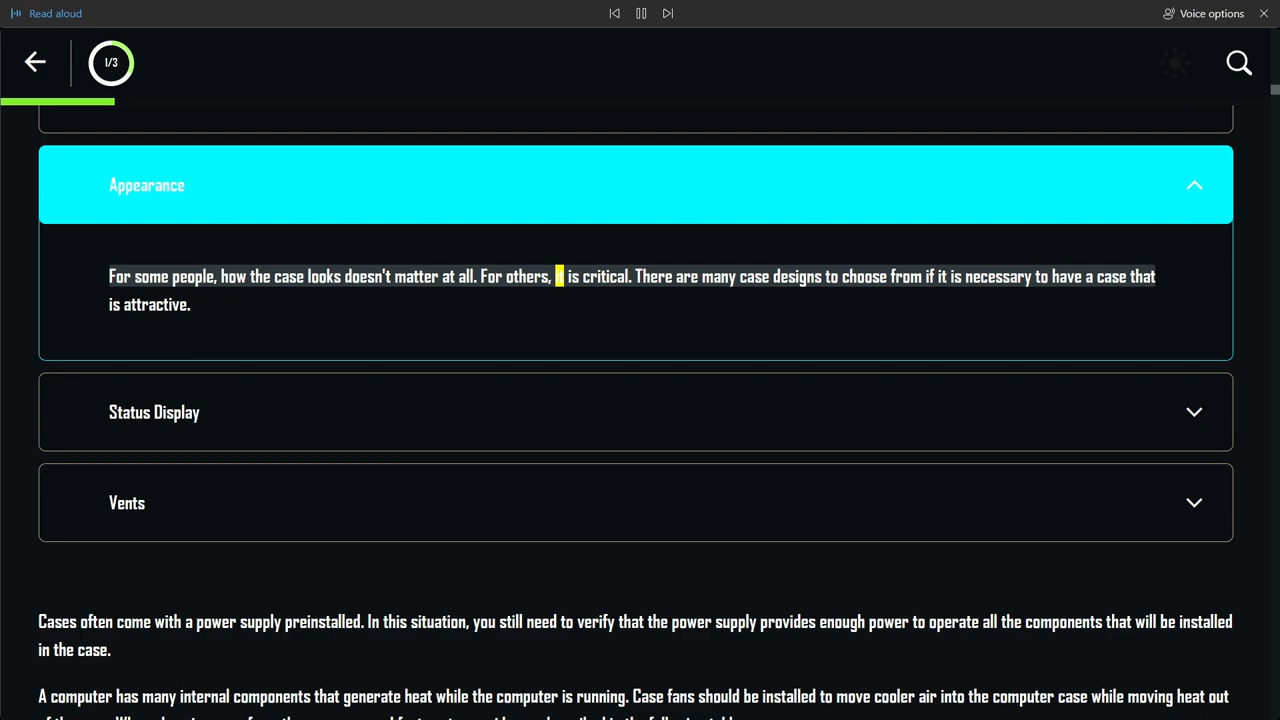 Read aloud
Voice options
1/3
Appearance
For some people, how the case looks doesn't matter at all. For others, it is critical. There are many case designs to choose from if it is necessary to have a case that
is attractive.
Status Display
Vents
Cases often come with a power supply preinstalled. In this situation, you still need to verify that the power supply provides enough power to operate all the components that will be installed
in the case.
A computer has many internal components that generate heat while the computer is running. Case fans should be installed to move cooler air into the computer case while moving heat out